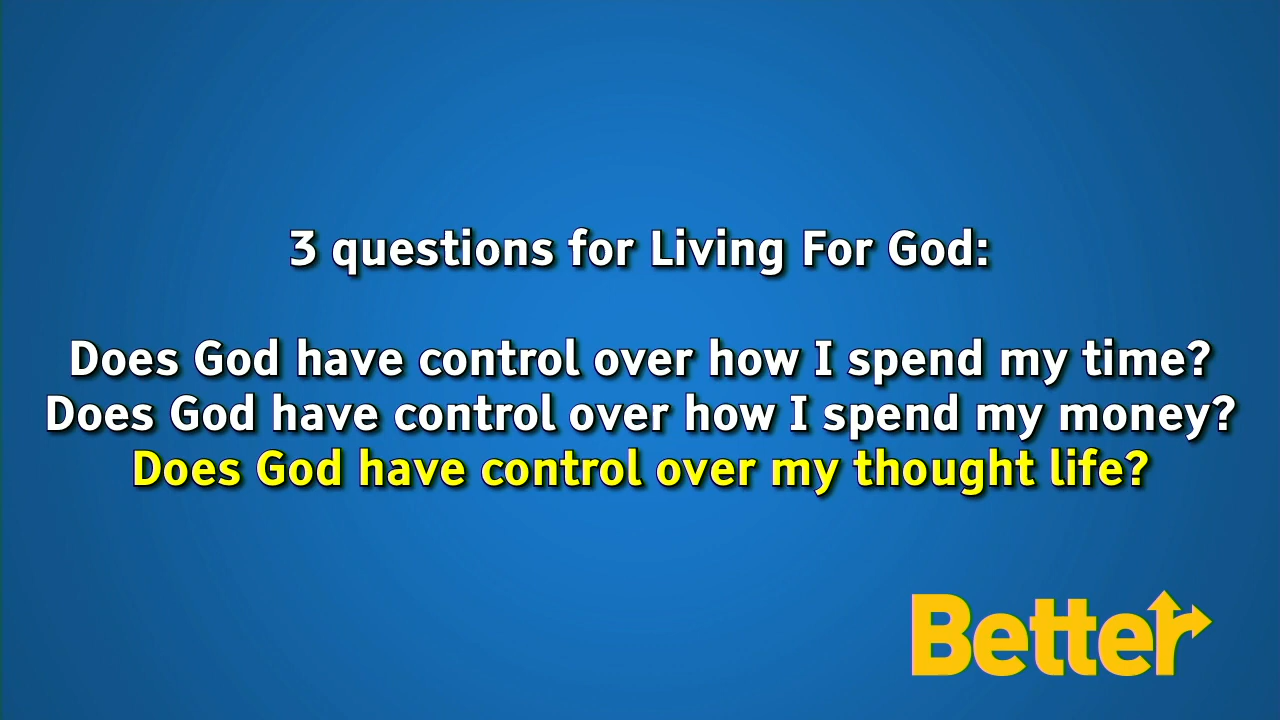 3 questions for Living For God:
Does God have control over how I spend my time?
Does God have control over how I spend my money?
Does God have control over my thought life?
Better